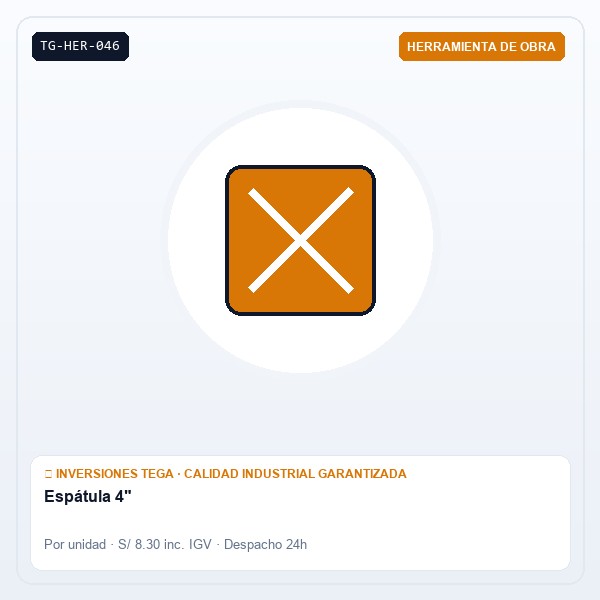 TG-HER-046
HERRAMIENTA DE OBRA
INVERSIONES TEGA · CALIDAD INDUSTRIAL GARANTIZADA
Espátula 4"
Por unidad · S/ 8.30 inc. IGV · Despacho 24h